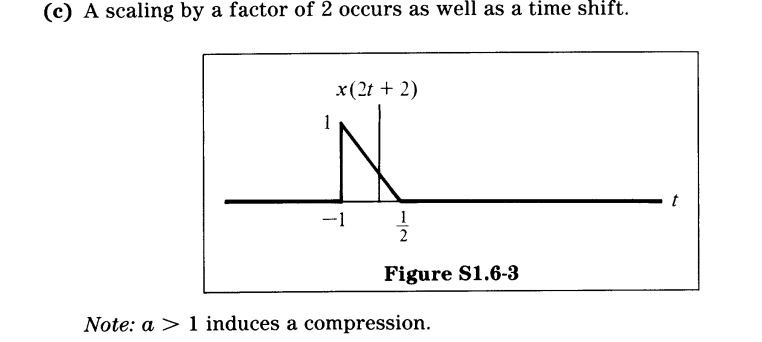 (c) A scaling by a factor of 2 occurs as well as a time shift.
x(2t + 2)
1
t
−1
1
2
Figure S1.6-3
Note: a > 1 induces a compression.